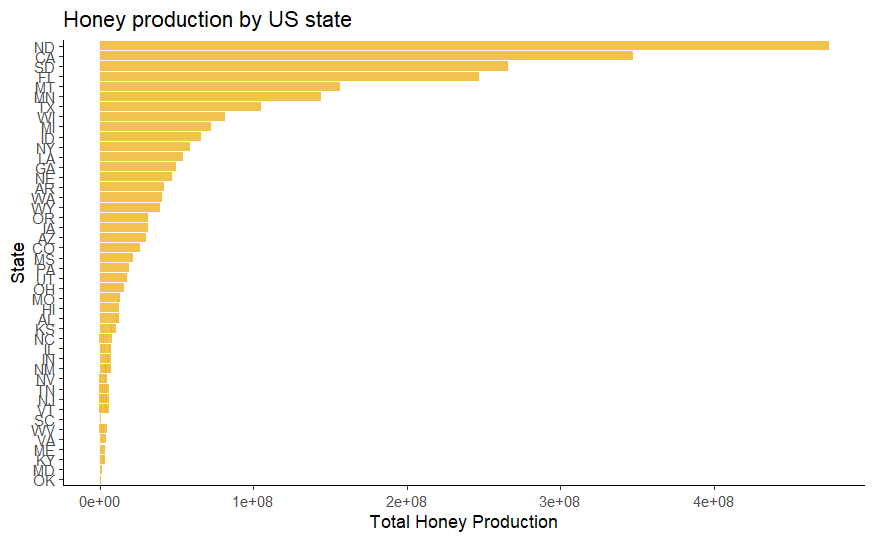 Honey production by US state
ND
CA
SD
FL
MT
MN
TX
WI
MI
ID
NY
LA
GA
NE
AR
WA
WY
OR
IA
AZ
CO
MS
PA
UT
OH
MO
HI
AL
KS
NC
IL
IN
NM
NV
TN
NJ
VT
SC
WV
VA
ME
KY
MD
OK
State
0e+00 1e+08 2e+08 3e+08 4e+08
Total Honey Production